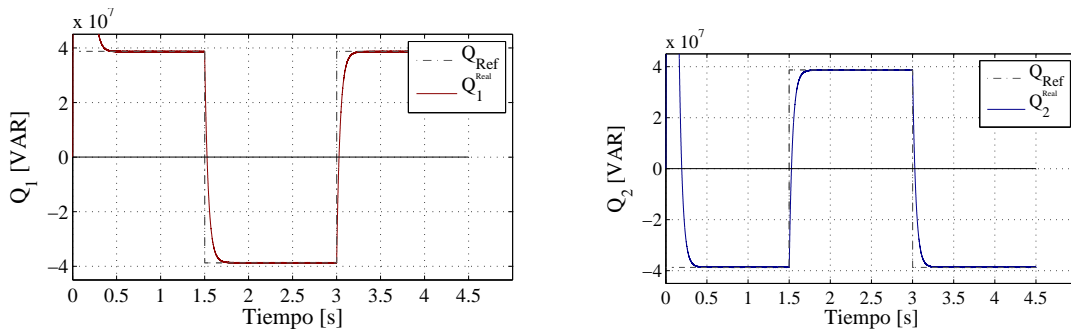 x 10^7
4
2
0
−2
−4
Q_1 [VAR]
0 0.5 1 1.5 2 2.5 3 3.5 4 4.5
Tiempo [s]
Q_Ref
Q_1^Real
x 10^7
4
2
0
−2
−4
Q_2 [VAR]
0 0.5 1 1.5 2 2.5 3 3.5 4 4.5
Tiempo [s]
Q_Ref
Q_2^Real